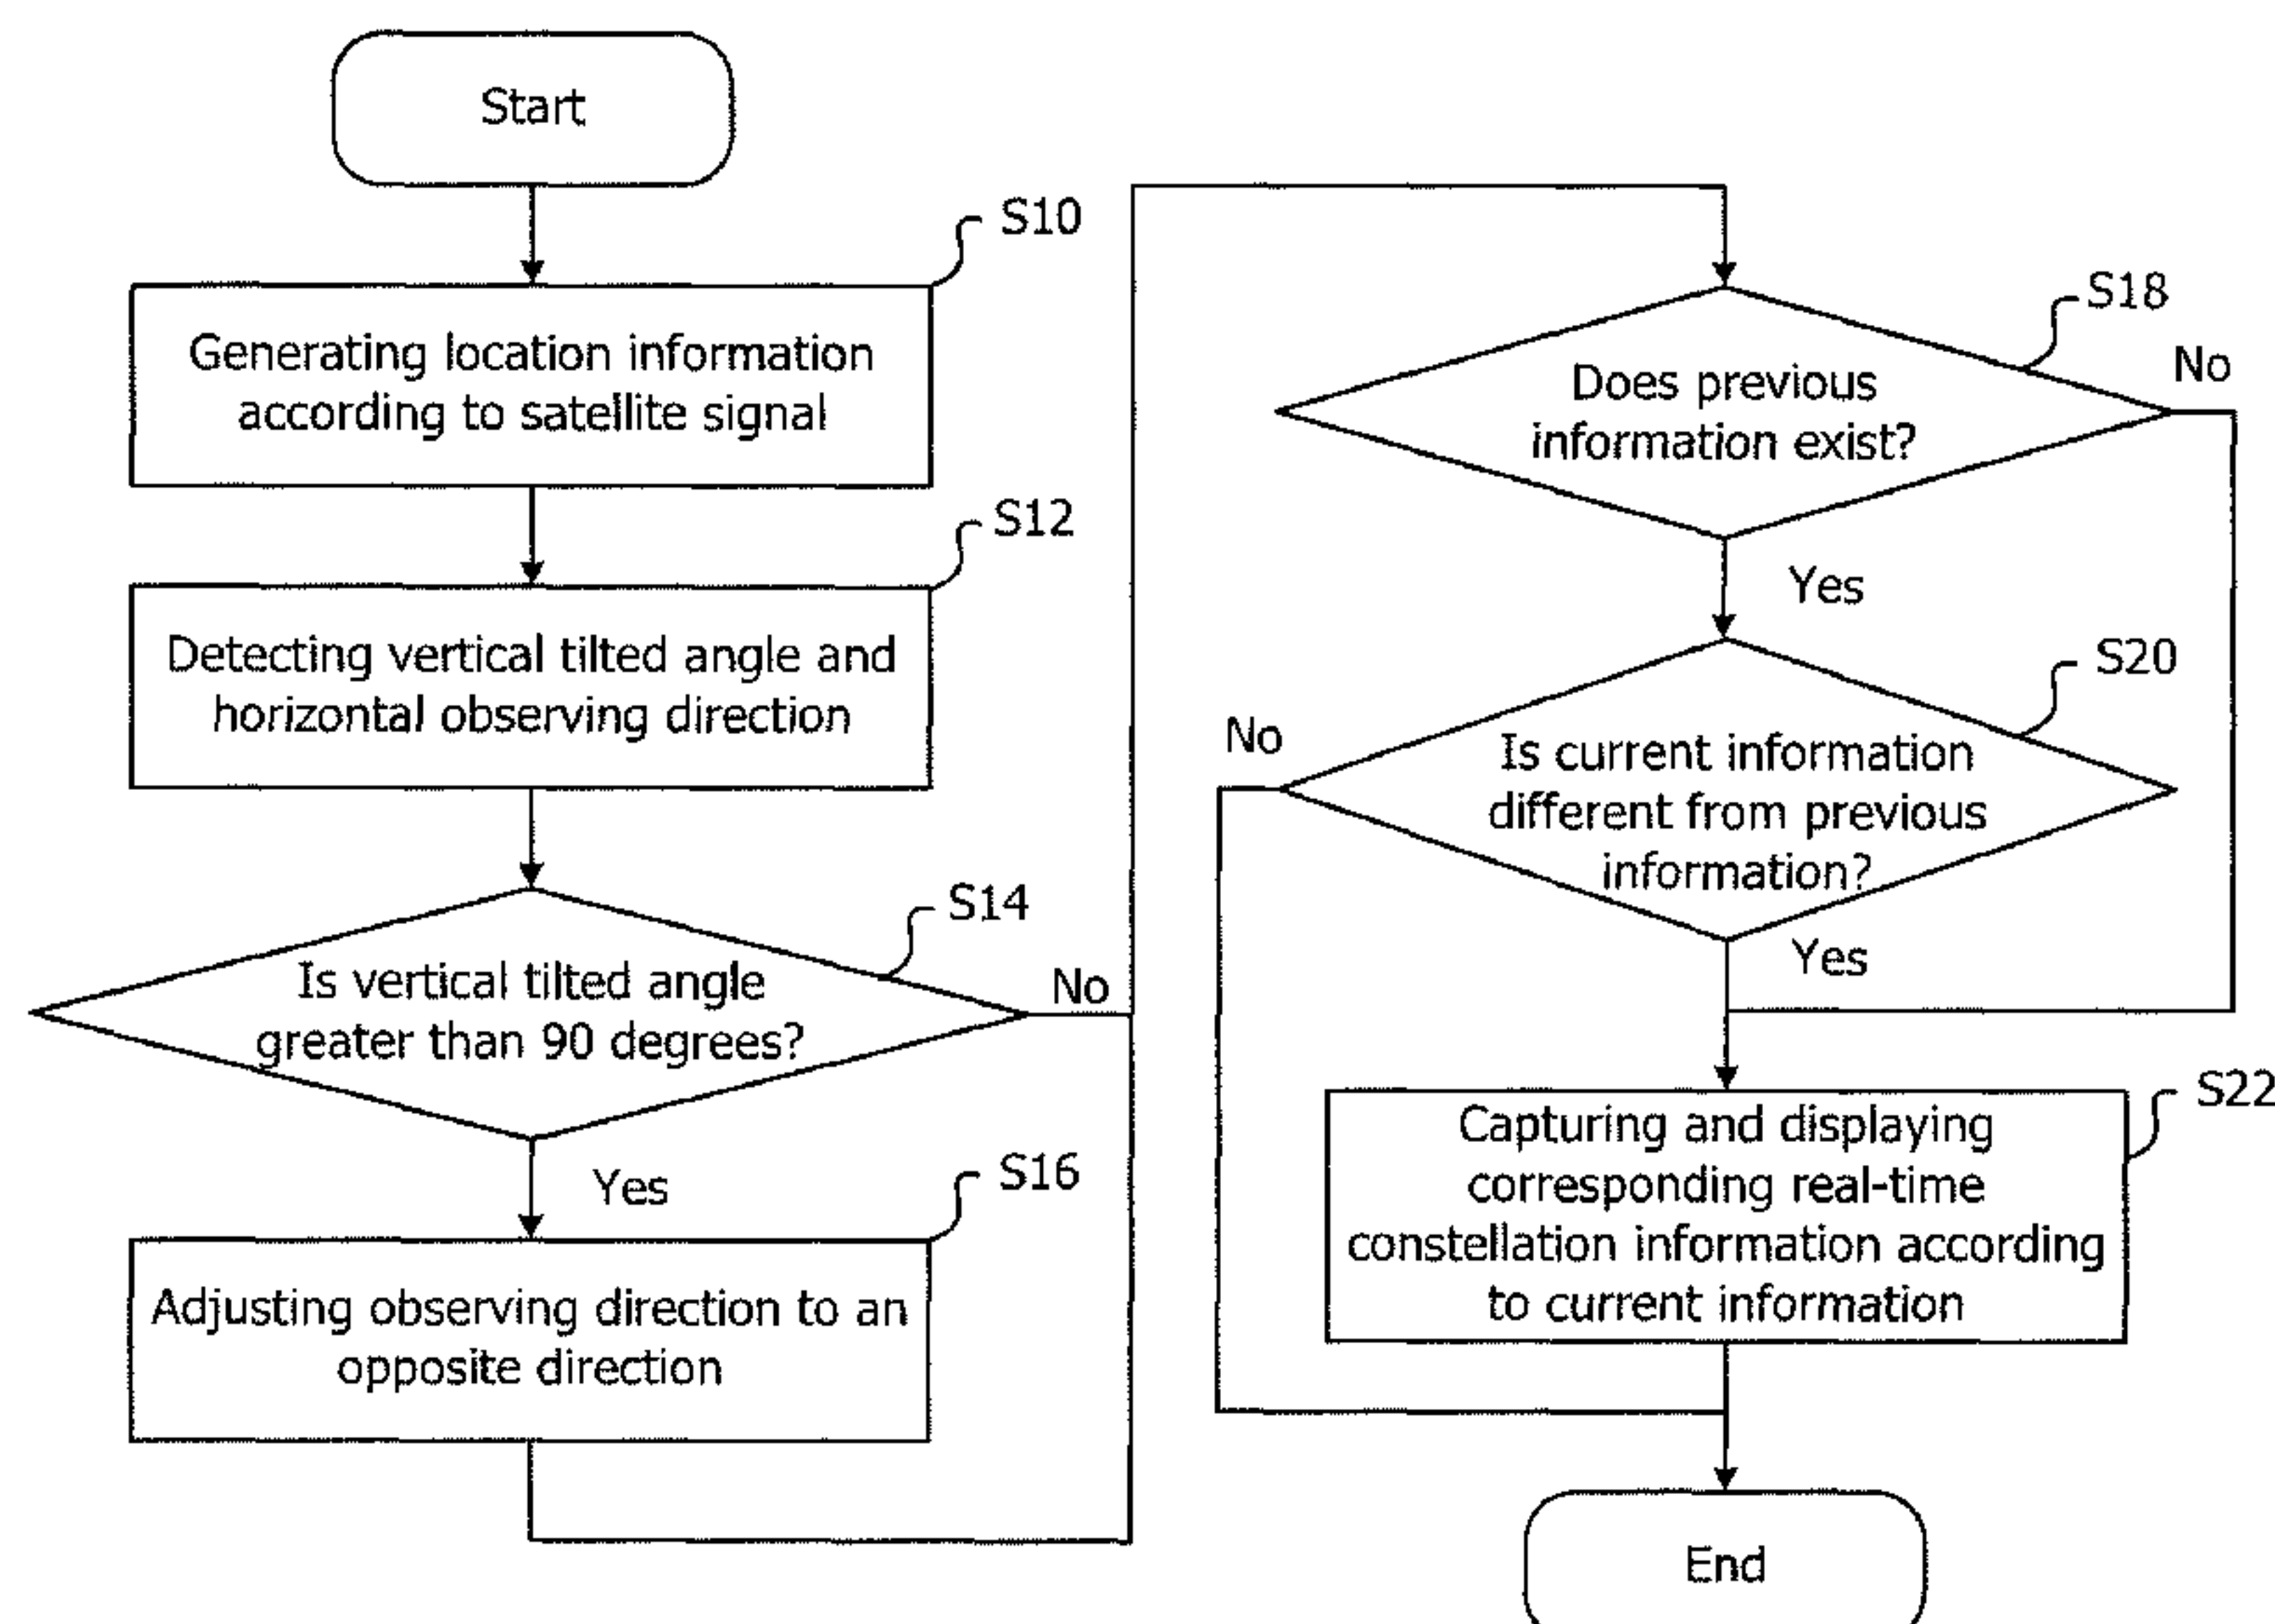 Start
S10
Generating location information
according to satellite signal
S12
Detecting vertical tilted angle and
horizontal observing direction
S14
Is vertical tilted angle
greater than 90 degrees?
No
Yes
S16
Adjusting observing direction to an
opposite direction
S18
Does previous
information exist?
No
Yes
S20
Is current information
different from previous
information?
No
Yes
S22
Capturing and displaying
corresponding real-time
constellation information according
to current information
End